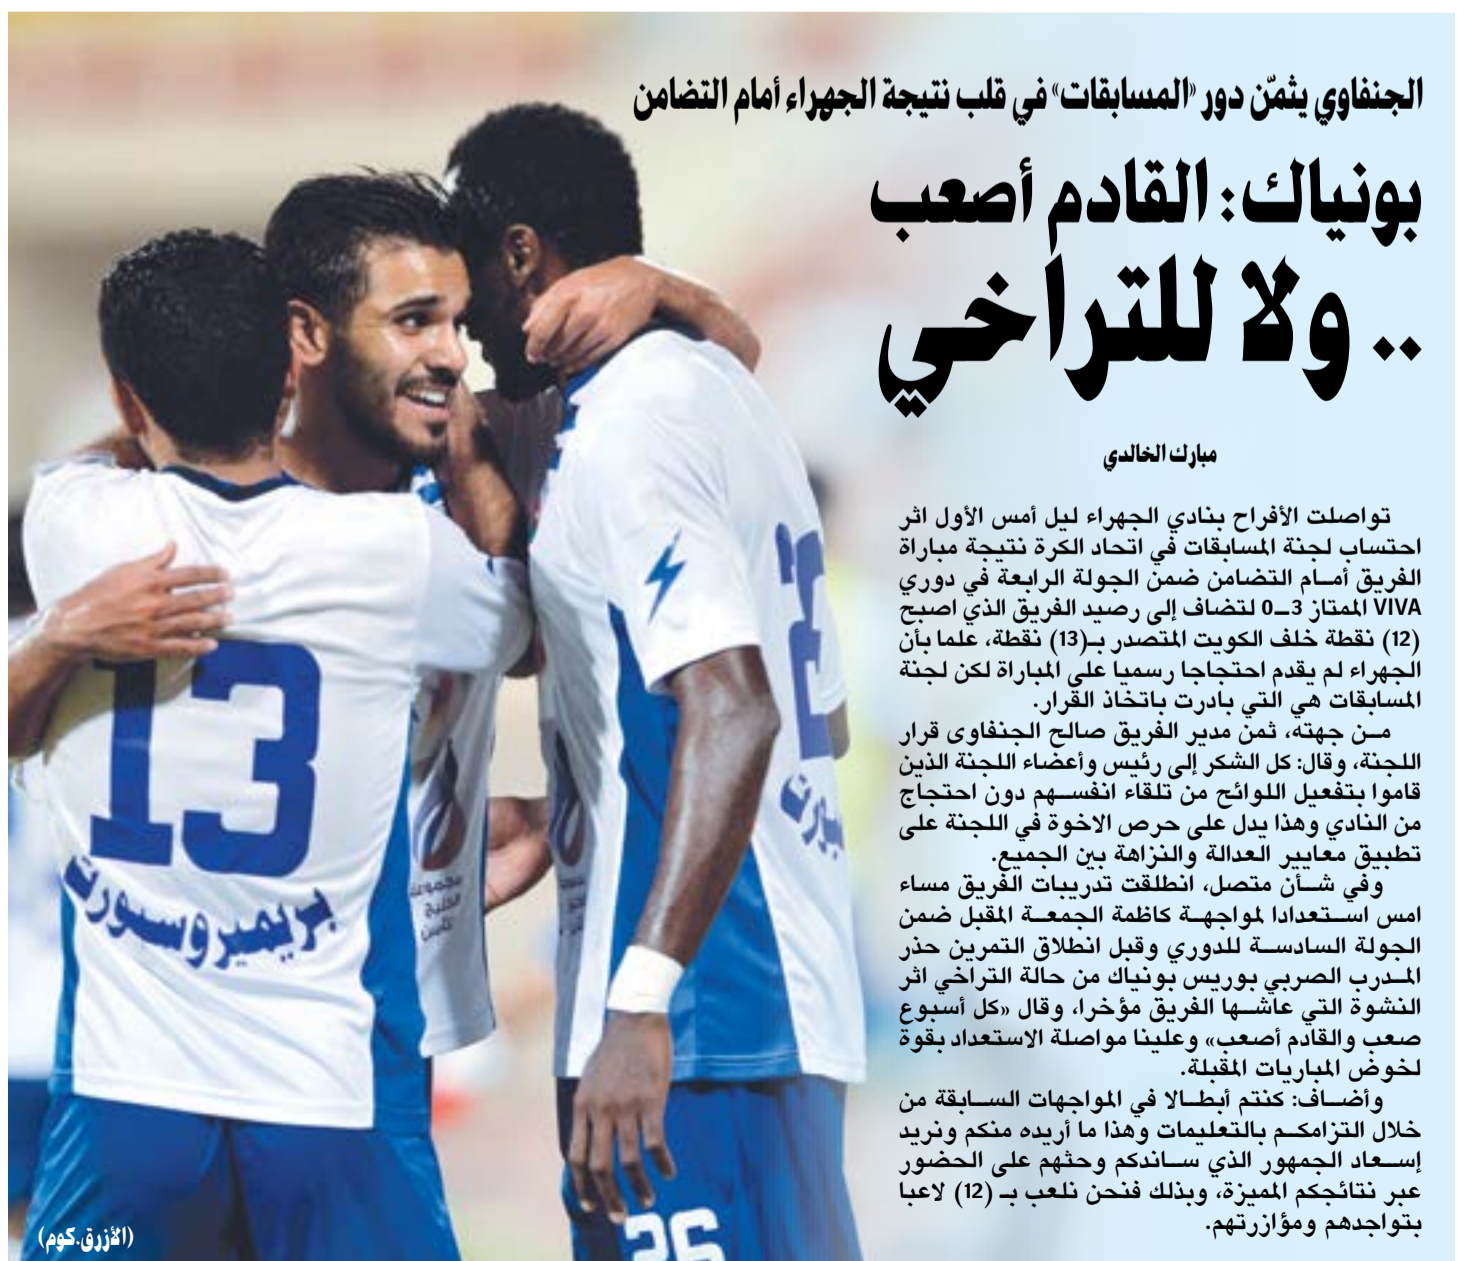 الجنفاوي يثمّن دور «المسابقات» في قلب نتيجة الجهراء أمام التضامن
بونياك: القادم أصعب
.. ولا للتراخي
مبارك الخالدي
تواصلت الأفراح بنادي الجهراء ليل أمس الأول اثر
احتساب لجنة المسابقات في اتحاد الكرة نتيجة مباراة
الفريق أمام التضامن ضمن الجولة الرابعة في دوري
VIVA الممتاز 3-0 لتضاف إلى رصيد الفريق الذي اصبح
(12) نقطة خلف الكويت المتصدر بـ(13) نقطة، علما بأن
الجهراء لم يقدم احتجاجا رسميا على المباراة لكن لجنة
المسابقات هي التي بادرت باتخاذ القرار.
من جهته، ثمن مدير الفريق صالح الجنفاوى قرار
اللجنة، وقال: كل الشكر إلى رئيس وأعضاء اللجنة الذين
قاموا بتفعيل اللوائح من تلقاء انفسهم دون احتجاج
من النادي وهذا يدل على حرص الاخوة في اللجنة على
تطبيق معايير العدالة والنزاهة بين الجميع.
وفي شأن متصل، انطلقت تدريبات الفريق مساء
امس استعدادا لمواجهة كاظمة الجمعة المقبل ضمن
الجولة السادسة للدوري وقبل انطلاق التمرين حذر
المدرب الصربي بوريس بونياك من حالة التراخي اثر
النشوة التي عاشها الفريق مؤخرا، وقال «كل أسبوع
صعب والقادم أصعب» وعلينا مواصلة الاستعداد بقوة
لخوض المباريات المقبلة.
وأضاف: كنتم أبطالا في المواجهات السابقة من
خلال التزامكم بالتعليمات وهذا ما أريده منكم ونريد
إسعاد الجمهور الذي ساندكم وحثهم على الحضور
عبر نتائجكم المميزة، وبذلك فنحن نلعب بـ (12) لاعبا
بتواجدهم ومؤازرتهم.
13
بريميروسبورت
مجموعة
الخليج
26
(الأزرق.كوم)